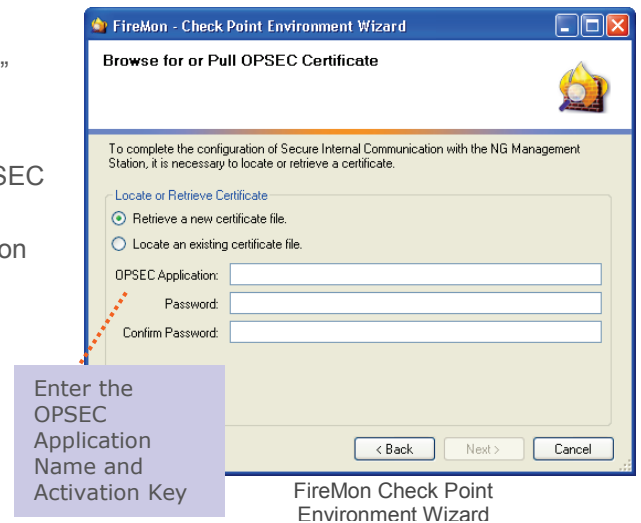 FireMon - Check Point Environment Wizard
Browse for or Pull OPSEC Certificate
”
To complete the configuration of Secure Internal Communication with the NG Management
Station, it is necessary to locate or retrieve a certificate.
SEC
Locate or Retrieve Certificate
Retrieve a new certificate file.
on
Locate an existing certificate file.
OPSEC Application:
Password:
Confirm Password:
Enter the
OPSEC
Application
Name and
Activation Key
< Back
Next >
Cancel
FireMon Check Point
Environment Wizard